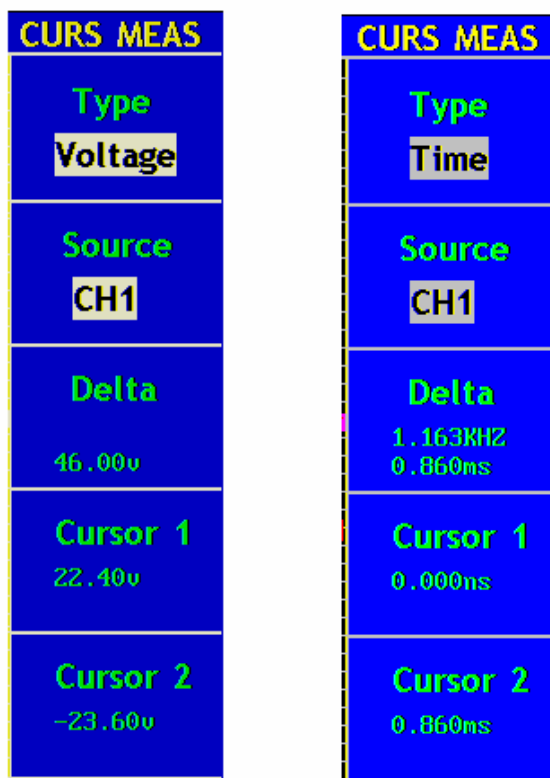 CURS MEAS
Type
Voltage
Source
CH1
Delta
46.00v
Cursor 1
22.40v
Cursor 2
-23.60v
CURS MEAS
Type
Time
Source
CH1
Delta
1.163KHZ
0.860ms
Cursor 1
0.000ns
Cursor 2
0.860ms